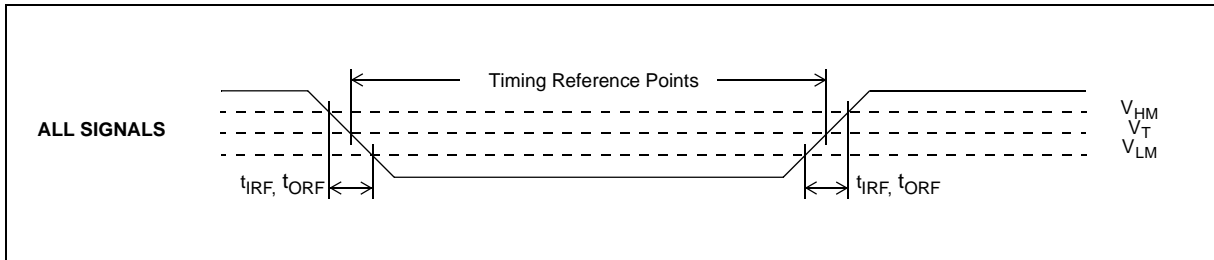 Timing Reference Points
ALL SIGNALS
V_HM
V_T
V_LM
t_IRF, t_ORF
t_IRF, t_ORF